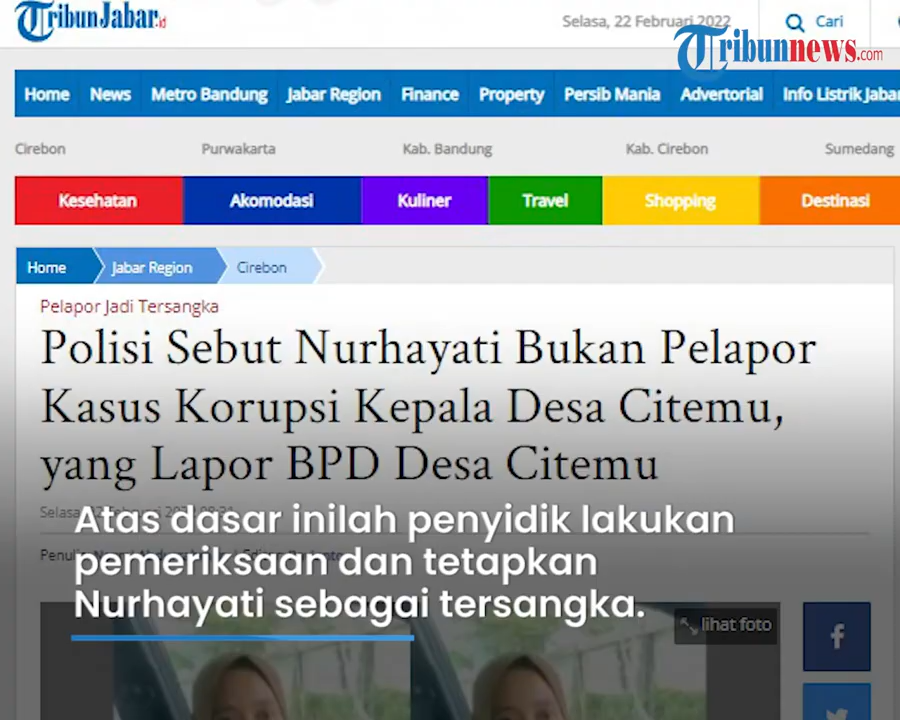 TribunJabar.id
Selasa, 22 Februari 2022
Cari
Tribunnews.com
Home News Metro Bandung Jabar Region Finance Property Persib Mania Advertorial Info Listrik Jabar
Cirebon Purwakarta Kab. Bandung Kab. Cirebon Sumedang
Kesehatan Akomodasi Kuliner Travel Shopping Destinasi
Home Jabar Region Cirebon
Pelapor Jadi Tersangka
Polisi Sebut Nurhayati Bukan Pelapor
Kasus Korupsi Kepala Desa Citemu,
yang Lapor BPD Desa Citemu
Atas dasar inilah penyidik lakukan
pemeriksaan dan tetapkan
Nurhayati sebagai tersangka.
lihat foto